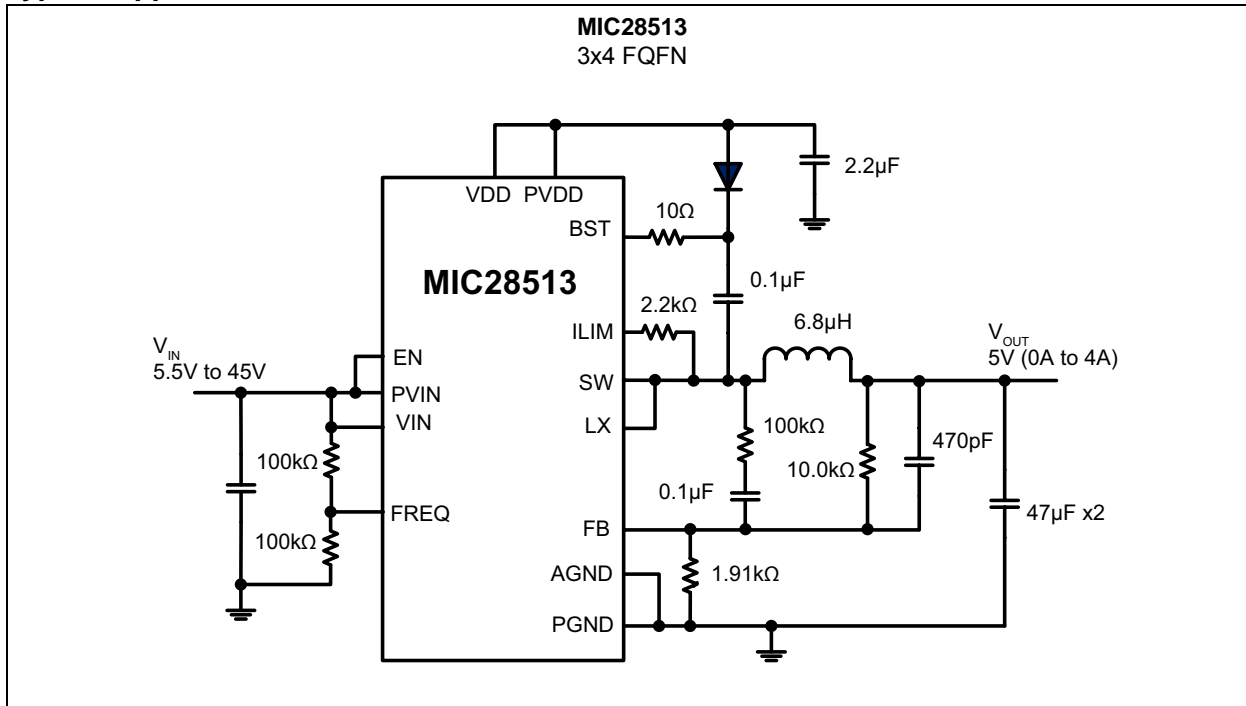 MIC28513
3x4 FQFN
VDD PVDD
2.2µF
10Ω
BST
MIC28513
0.1µF
2.2kΩ
ILIM
6.8µH
VIN
5.5V to 45V
VOUT
5V (0A to 4A)
EN
SW
PVIN
VIN
LX
100kΩ
100kΩ
10.0kΩ
470pF
0.1µF
FREQ
FB
47µF x2
100kΩ
AGND
1.91kΩ
PGND